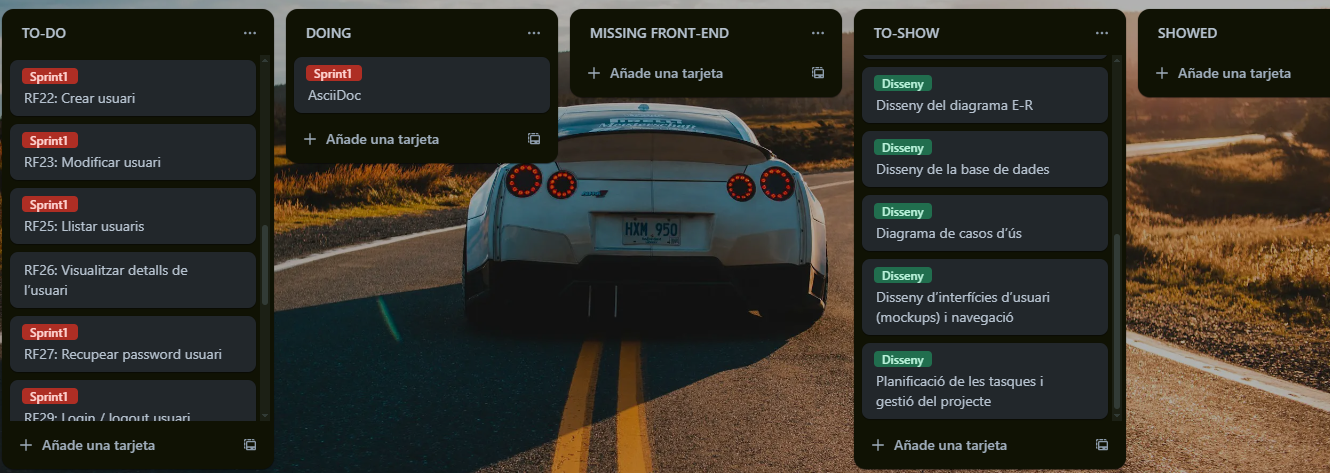 TO-DO
Sprint1
RF22: Crear usuari
Sprint1
RF23: Modificar usuari
Sprint1
RF25: Llistar usuaris
RF26: Visualitzar detalls de
l'usuari
Sprint1
RF27: Recupear password usuari
Sprint1
RF29: Login / logout usuari
+ Añade una tarjeta
DOING
Sprint1
AsciiDoc
+ Añade una tarjeta
MISSING FRONT-END
+ Añade una tarjeta
TO-SHOW
Disseny
Disseny del diagrama E-R
Disseny
Disseny de la base de dades
Disseny
Diagrama de casos d'ús
Disseny
Disseny d'interfícies d'usuari
(mockups) i navegació
Disseny
Planificació de les tasques i
gestió del projecte
+ Añade una tarjeta
SHOWED
+ Añade una tarjeta
PIRELLI
HXM 950